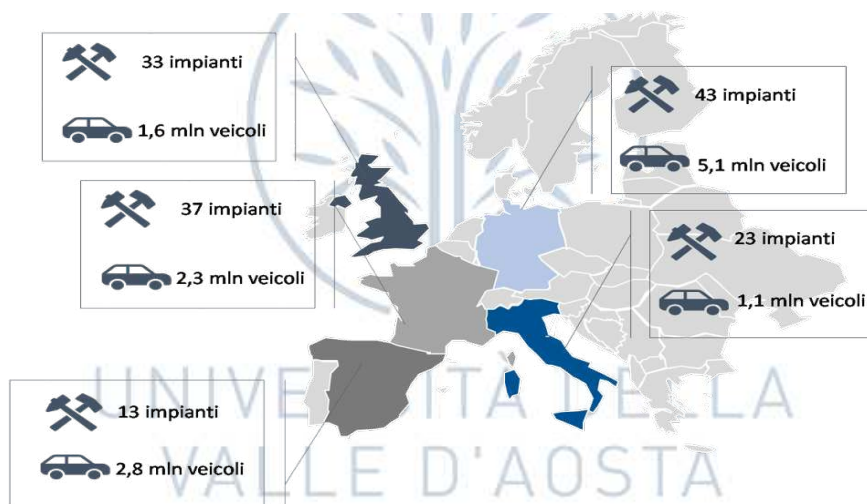 33 impianti
1,6 mln veicoli
43 impianti
5,1 mln veicoli
37 impianti
2,3 mln veicoli
23 impianti
1,1 mln veicoli
13 impianti
2,8 mln veicoli
UNIVERSITÀ DELLA
VALLE D'AOSTA